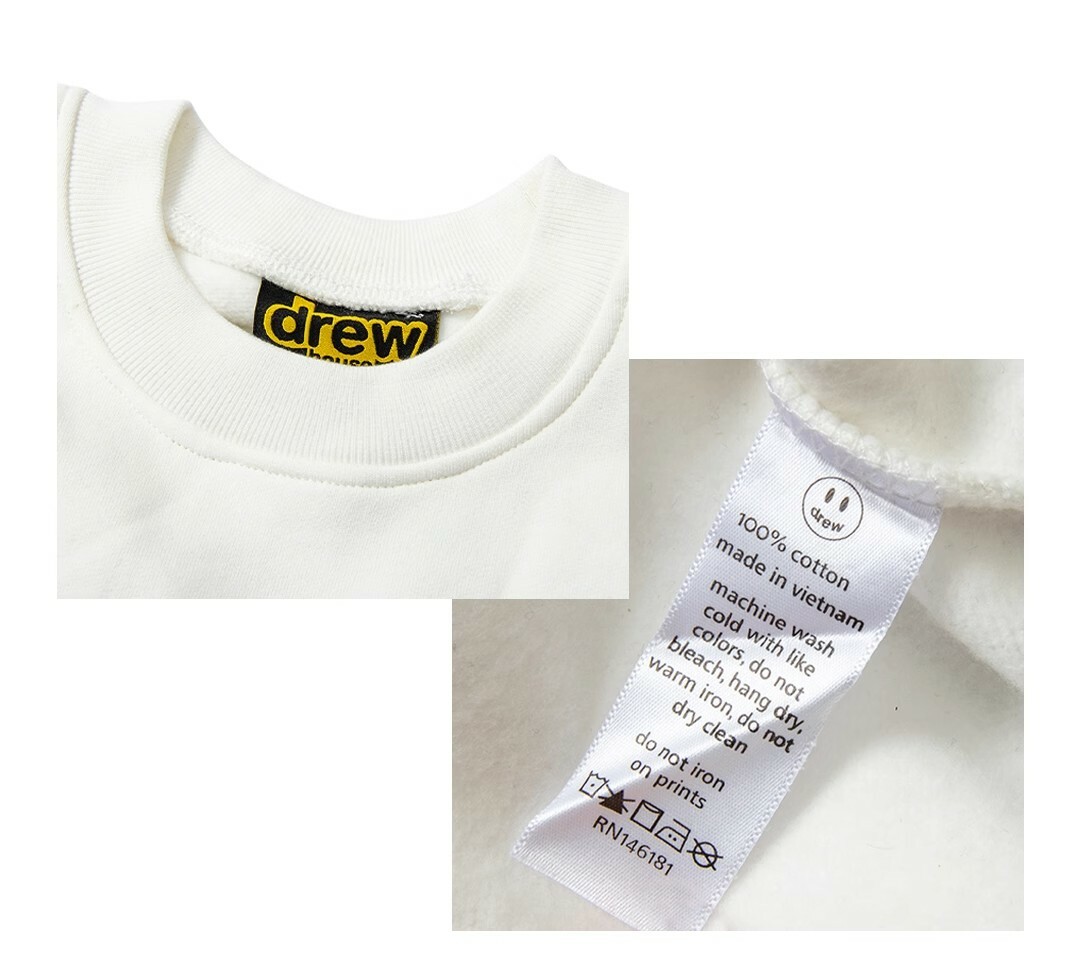 drew
house
drew
100% cotton
made in vietnam
machine wash
cold with like
colors, do not
bleach, hang dry,
warm iron, do not
dry clean
do not iron
on prints
RN146181